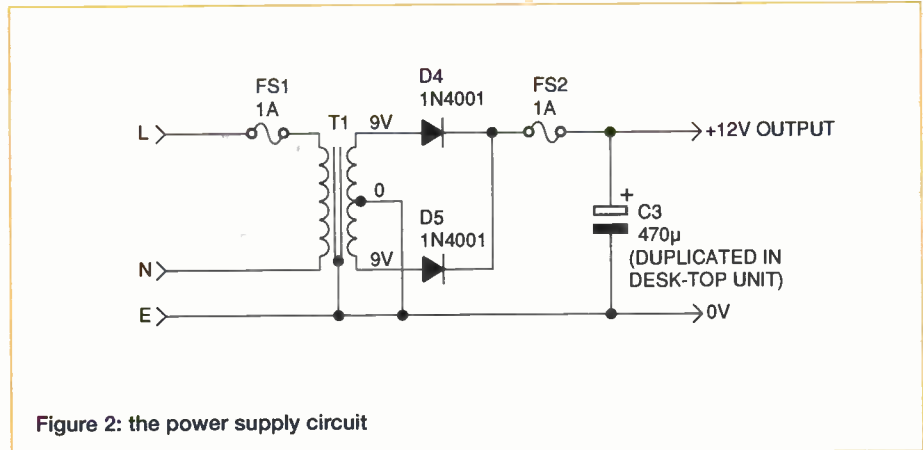 FS1
1A
D4
1N4001
FS2
1A
T1
9V
L
+12V OUTPUT
0
+
C3
470µ
(DUPLICATED IN
DESK-TOP UNIT)
D5
1N4001
9V
N
E
0V
Figure 2: the power supply circuit